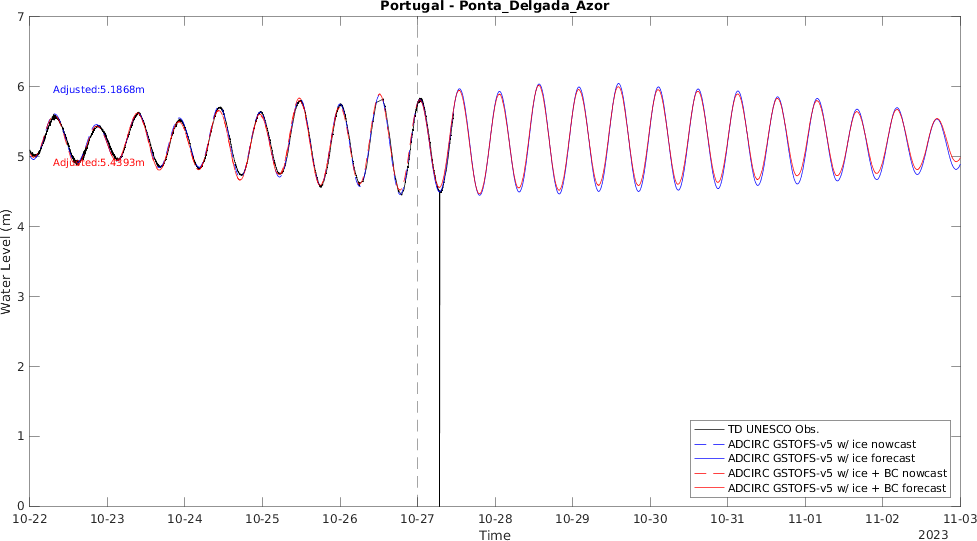 Portugal - Ponta_Delgada_Azor
7
6
5
4
3
2
1
0
Water Level (m)
Adjusted:5.1868m
Adjusted:5.4393m
TD UNESCO Obs.
ADCIRC GSTOFS-v5 w/ ice nowcast
ADCIRC GSTOFS-v5 w/ ice forecast
ADCIRC GSTOFS-v5 w/ ice + BC nowcast
ADCIRC GSTOFS-v5 w/ ice + BC forecast
10-22 10-23 10-24 10-25 10-26 10-27 10-28 10-29 10-30 10-31 11-01 11-02 11-03
Time
2023